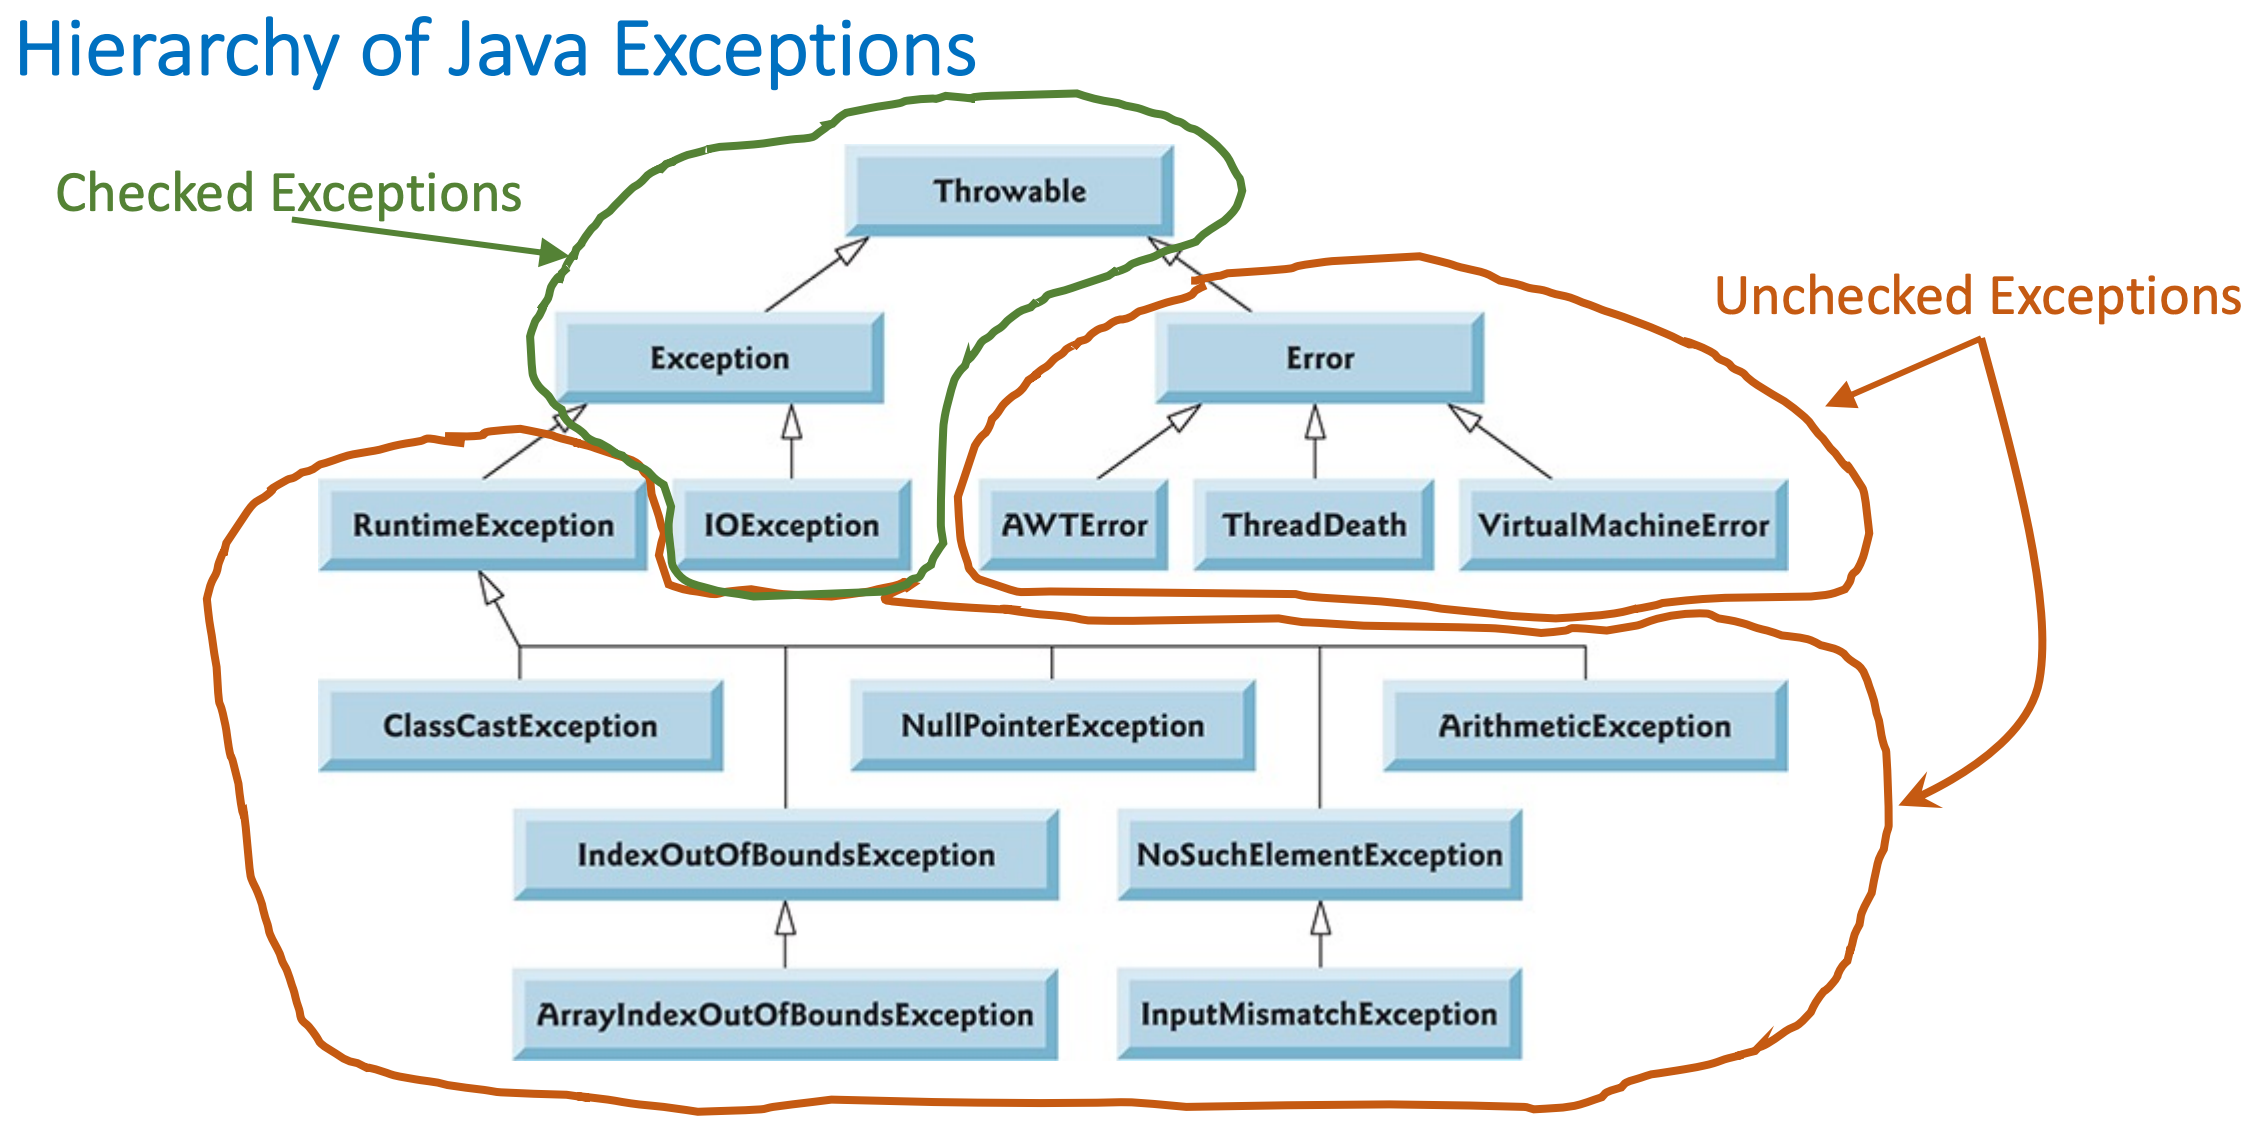 Hierarchy of Java Exceptions
Checked Exceptions
Throwable
Unchecked Exceptions
Exception
Error
RuntimeException
IOException
AWTError
ThreadDeath
VirtualMachineError
ClassCastException
NullPointerException
ArithmeticException
IndexOutOfBoundsException
NoSuchElementException
ArrayIndexOutOfBoundsException
InputMismatchException